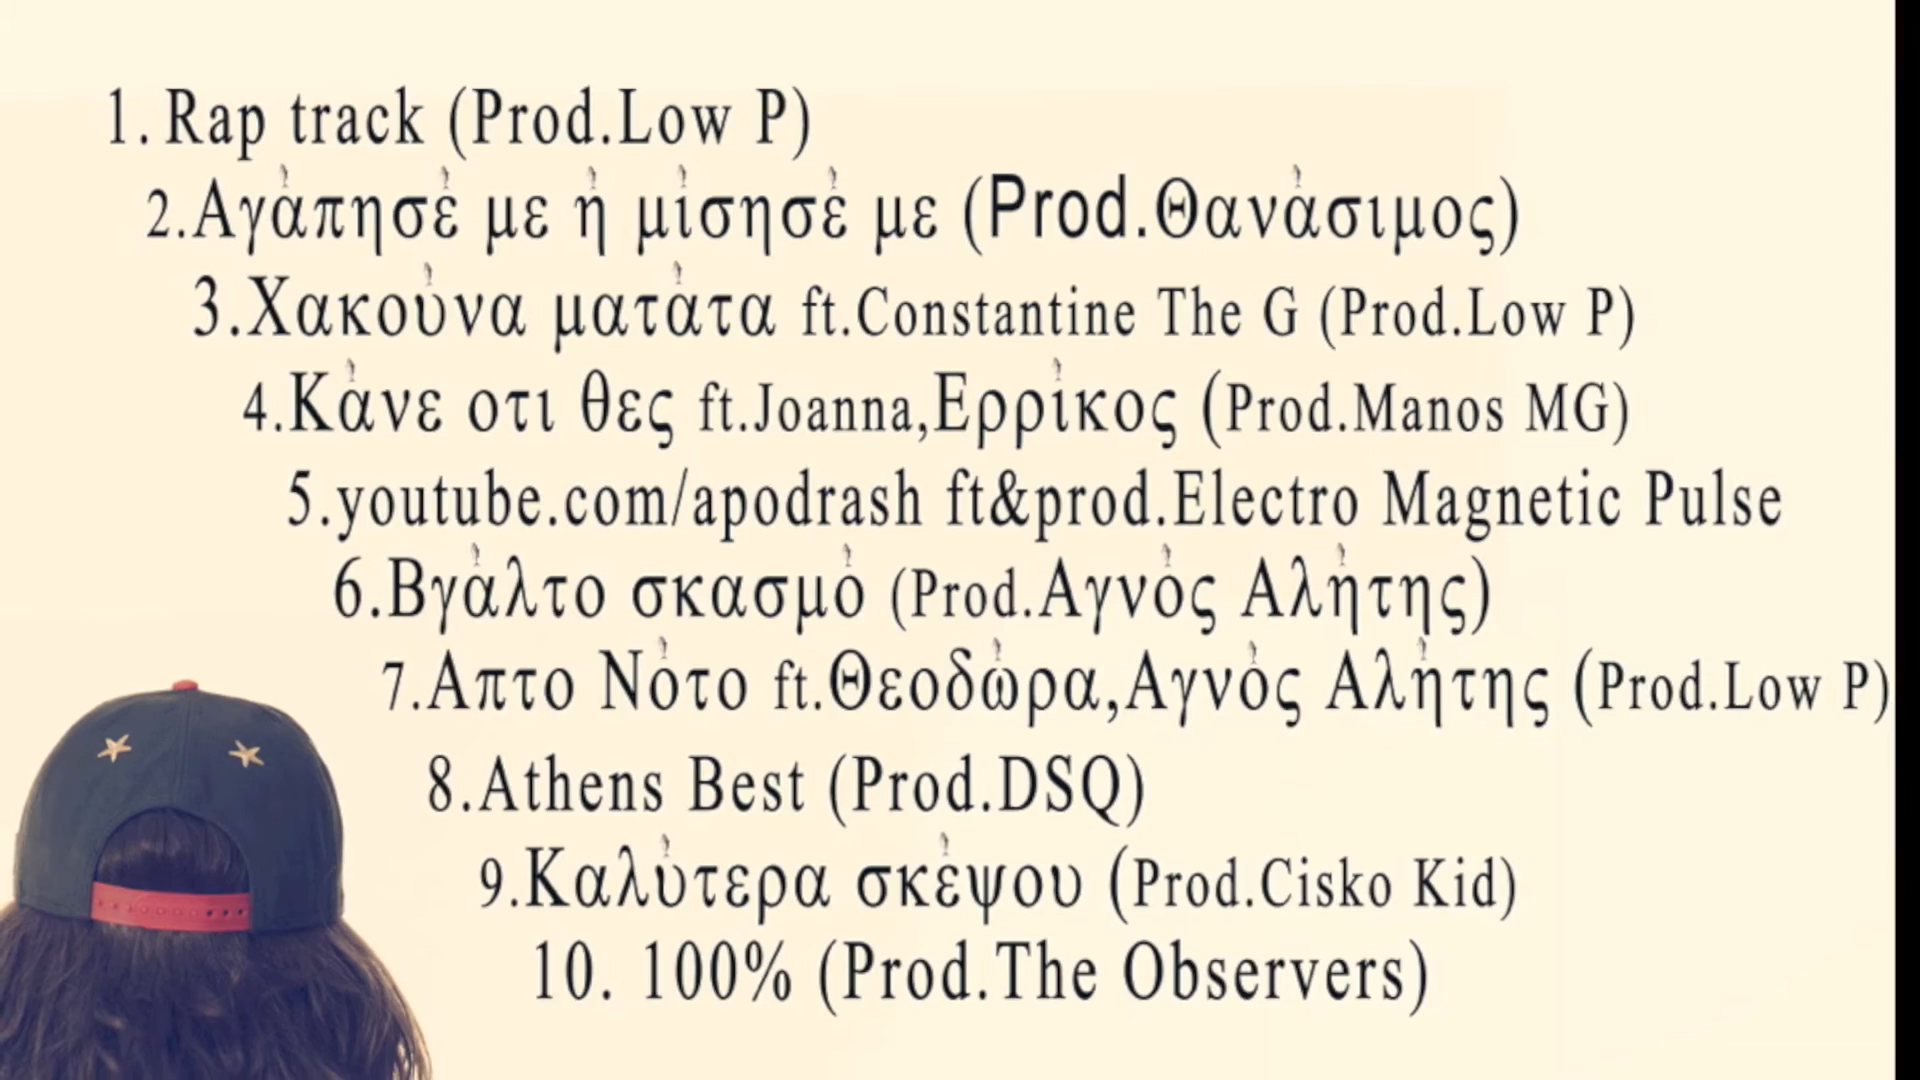 1. Rap track (Prod.Low P)
2.Αγάπησέ με ή μίσησέ με (Prod.Θανάσιμος)
3.Χακούνα ματάτα ft.Constantine The G (Prod.Low P)
4.Κάνε οτι θες ft.Joanna,Ερρίκος (Prod.Manos MG)
5.youtube.com/apodrash ft&prod.Electro Magnetic Pulse
6.Βγάλτο σκασμό (Prod.Αγνός Αλήτης)
7.Απτο Νότο ft.Θεοδώρα,Αγνός Αλήτης (Prod.Low P)
8.Athens Best (Prod.DSQ)
9.Καλύτερα σκέψου (Prod.Cisko Kid)
10. 100% (Prod.The Observers)